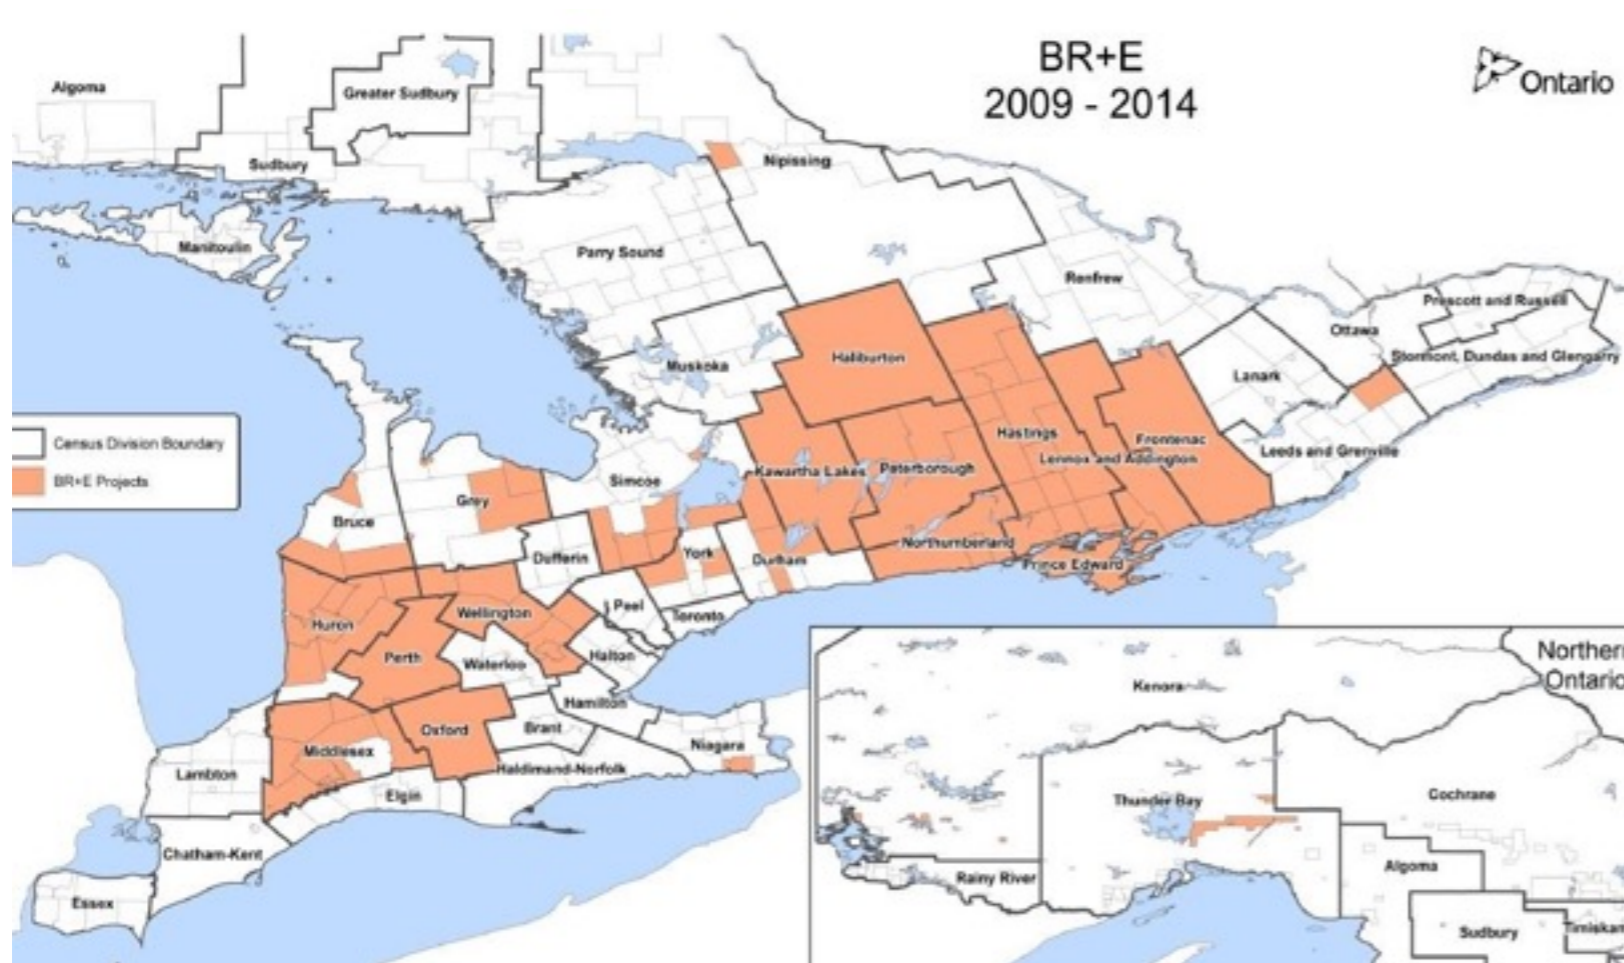 BR+E
2009 - 2014
Ontario
Algoma
Greater Sudbury
Sudbury
Nipissing
Manitoulin
Parry Sound
Renfrew
Prescott and Russell
Ottawa
Stormont, Dundas and Glengarry
Haliburton
Muskoka
Lanark
Census Division Boundary
BR+E Projects
Hastings
Frontenac
Lennox and Addington
Leeds and Grenville
Kawartha Lakes
Peterborough
Simcoe
Grey
Bruce
Northumberland
Dufferin
York
Durham
Prince Edward
Huron
Wellington
Peel
Toronto
Perth
Waterloo
Halton
Hamilton
Oxford
Brant
Middlesex
Niagara
Lambton
Haldimand-Norfolk
Elgin
Chatham-Kent
Essex
Northern
Ontario
Kenora
Thunder Bay
Cochrane
Rainy River
Algoma
Sudbury
Timiskam